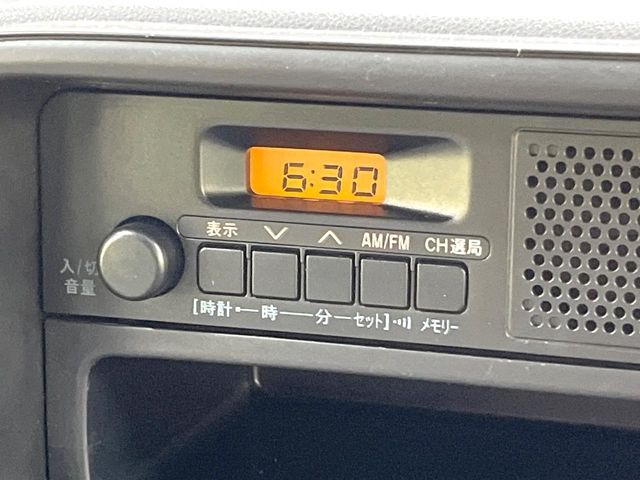 6:30
表示 ∨ ∧ AM/FM CH選局
入/切
音量
[時計 時 分 セット] メモリー